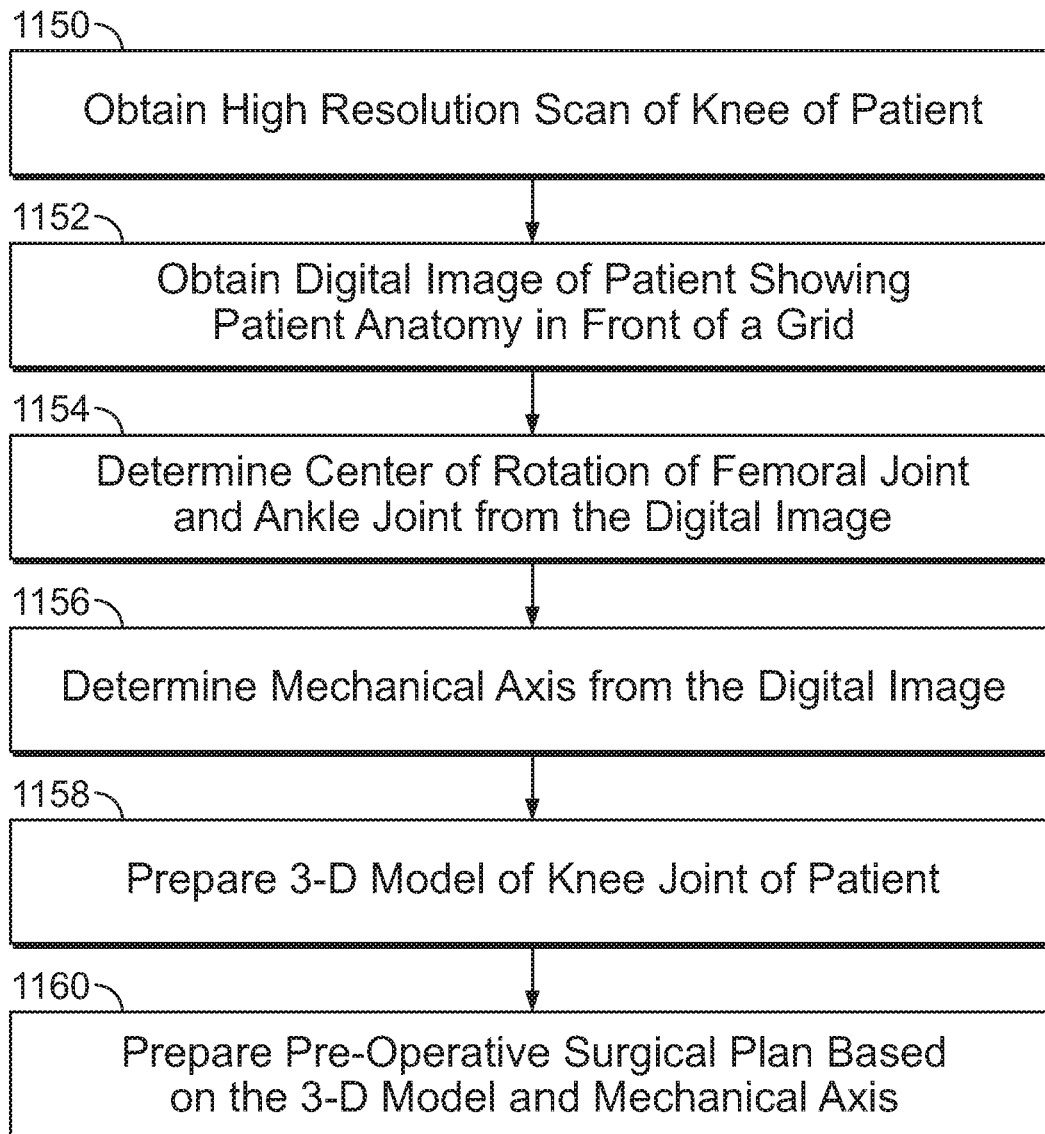 1150
Obtain High Resolution Scan of Knee of Patient
1152
Obtain Digital Image of Patient Showing
Patient Anatomy in Front of a Grid
1154
Determine Center of Rotation of Femoral Joint
and Ankle Joint from the Digital Image
1156
Determine Mechanical Axis from the Digital Image
1158
Prepare 3-D Model of Knee Joint of Patient
1160
Prepare Pre-Operative Surgical Plan Based
on the 3-D Model and Mechanical Axis